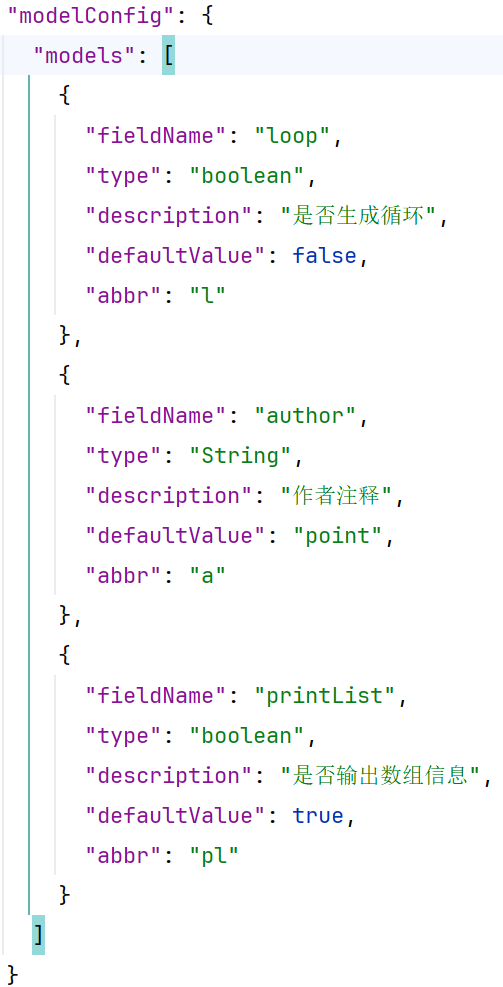 "modelConfig": {
"models": [
{
"fieldName": "loop",
"type": "boolean",
"description": "是否生成循环",
"defaultValue": false,
"abbr": "l"
},
{
"fieldName": "author",
"type": "String",
"description": "作者注释",
"defaultValue": "point",
"abbr": "a"
},
{
"fieldName": "printList",
"type": "boolean",
"description": "是否输出数组信息",
"defaultValue": true,
"abbr": "pl"
}
]
}